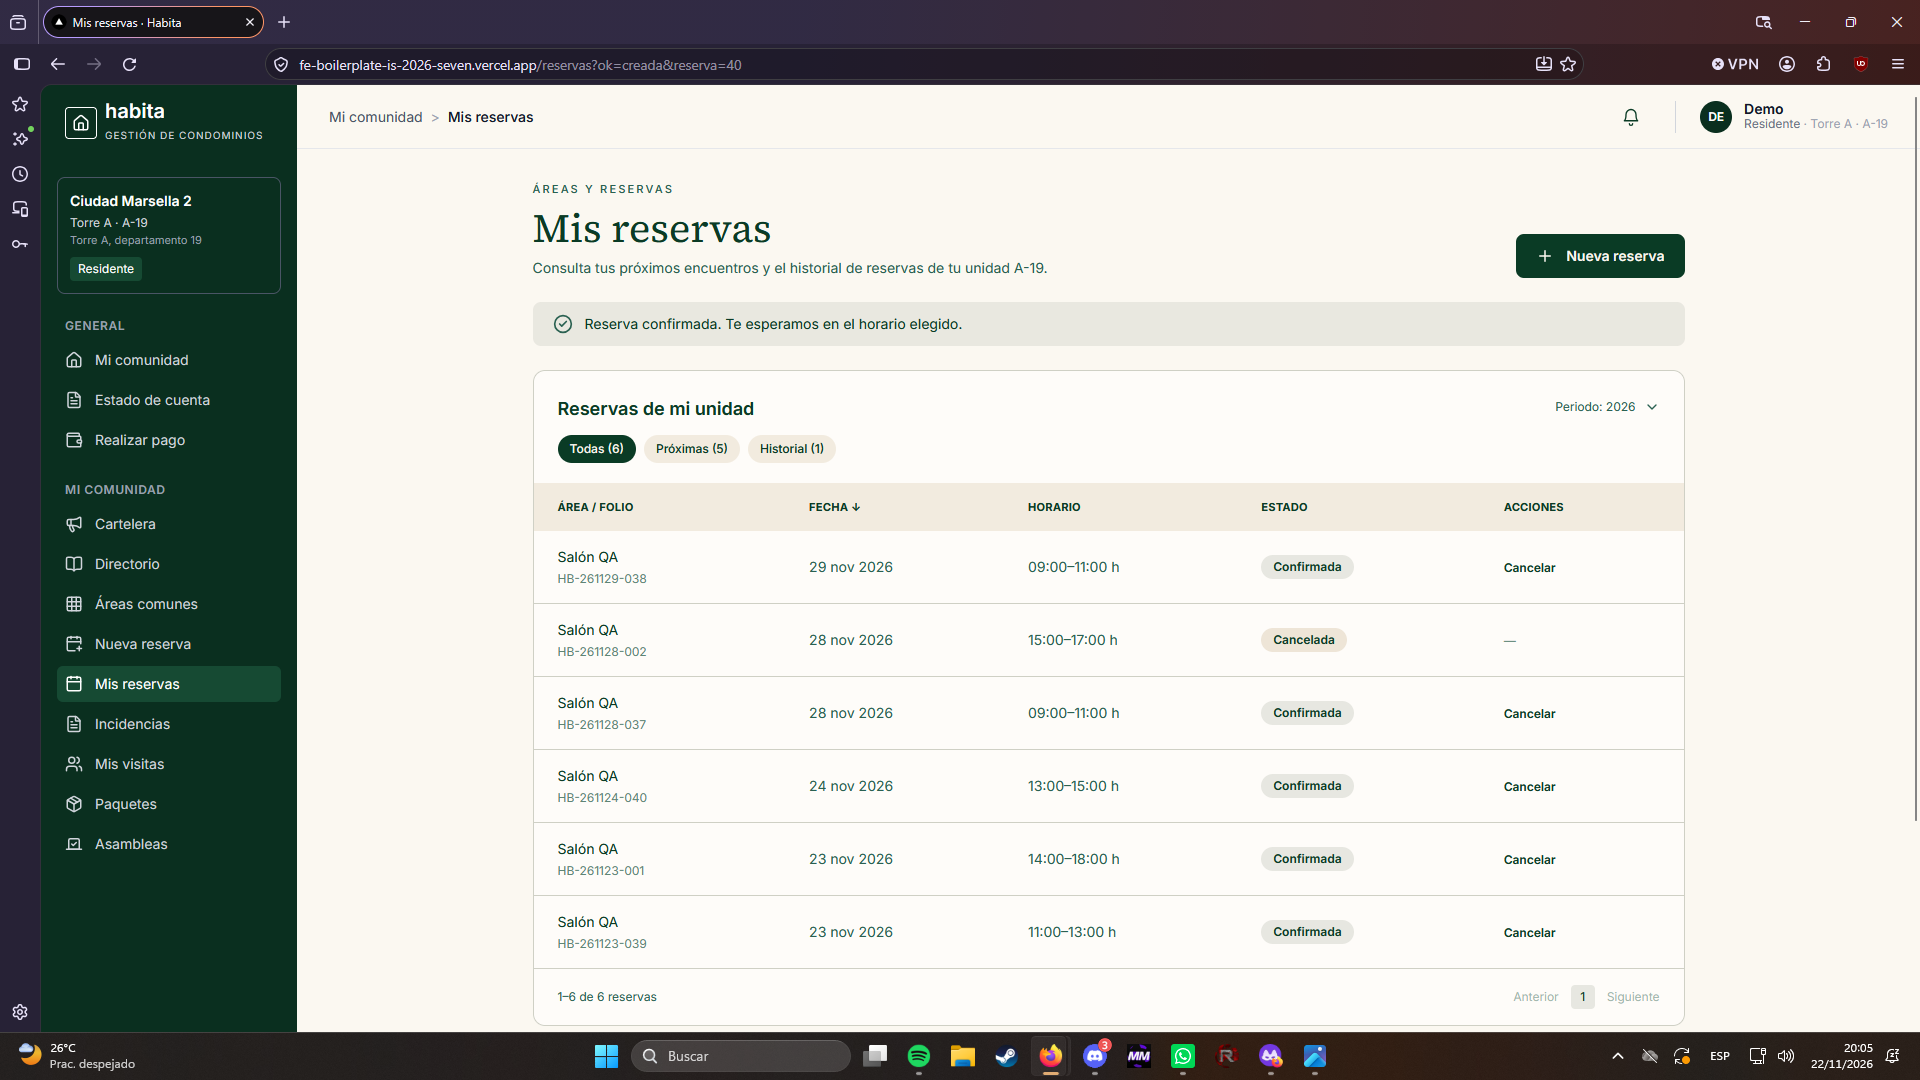 Mis reservas · Habita
fe-boilerplate-is-2026-seven.vercel.app/reservas?ok=creada&reserva=40
VPN
habita
GESTIÓN DE CONDOMINIOS
Ciudad Marsella 2
Torre A · A-19
Torre A, departamento 19
Residente
GENERAL
Mi comunidad
Estado de cuenta
Realizar pago
MI COMUNIDAD
Cartelera
Directorio
Áreas comunes
Nueva reserva
Mis reservas
Incidencias
Mis visitas
Paquetes
Asambleas
Mi comunidad > Mis reservas
DE
Demo
Residente · Torre A · A-19
ÁREAS Y RESERVAS
Mis reservas
Consulta tus próximos encuentros y el historial de reservas de tu unidad A-19.
+ Nueva reserva
Reserva confirmada. Te esperamos en el horario elegido.
Reservas de mi unidad
Periodo: 2026
Todas (6) Próximas (5) Historial (1)
ÁREA / FOLIO FECHA ↓ HORARIO ESTADO ACCIONES
Salón QA
HB-261129-038
29 nov 2026 09:00–11:00 h Confirmada Cancelar
Salón QA
HB-261128-002
28 nov 2026 15:00–17:00 h Cancelada —
Salón QA
HB-261128-037
28 nov 2026 09:00–11:00 h Confirmada Cancelar
Salón QA
HB-261124-040
24 nov 2026 13:00–15:00 h Confirmada Cancelar
Salón QA
HB-261123-001
23 nov 2026 14:00–18:00 h Confirmada Cancelar
Salón QA
HB-261123-039
23 nov 2026 11:00–13:00 h Confirmada Cancelar
1–6 de 6 reservas
Anterior 1 Siguiente
26°C
Prac. despejado
Buscar
3
MM
R
ESP
20:05
22/11/2026